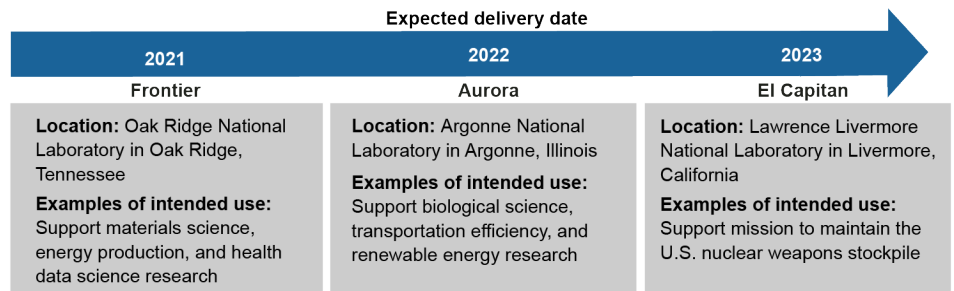 Expected delivery date
2021
2022
2023
Frontier
Aurora
El Capitan
Location: Oak Ridge National
Laboratory in Oak Ridge,
Tennessee
Examples of intended use:
Support materials science,
energy production, and health
data science research
Location: Argonne National
Laboratory in Argonne, Illinois
Examples of intended use:
Support biological science,
transportation efficiency, and
renewable energy research
Location: Lawrence Livermore
National Laboratory in Livermore,
California
Examples of intended use:
Support mission to maintain the
U.S. nuclear weapons stockpile